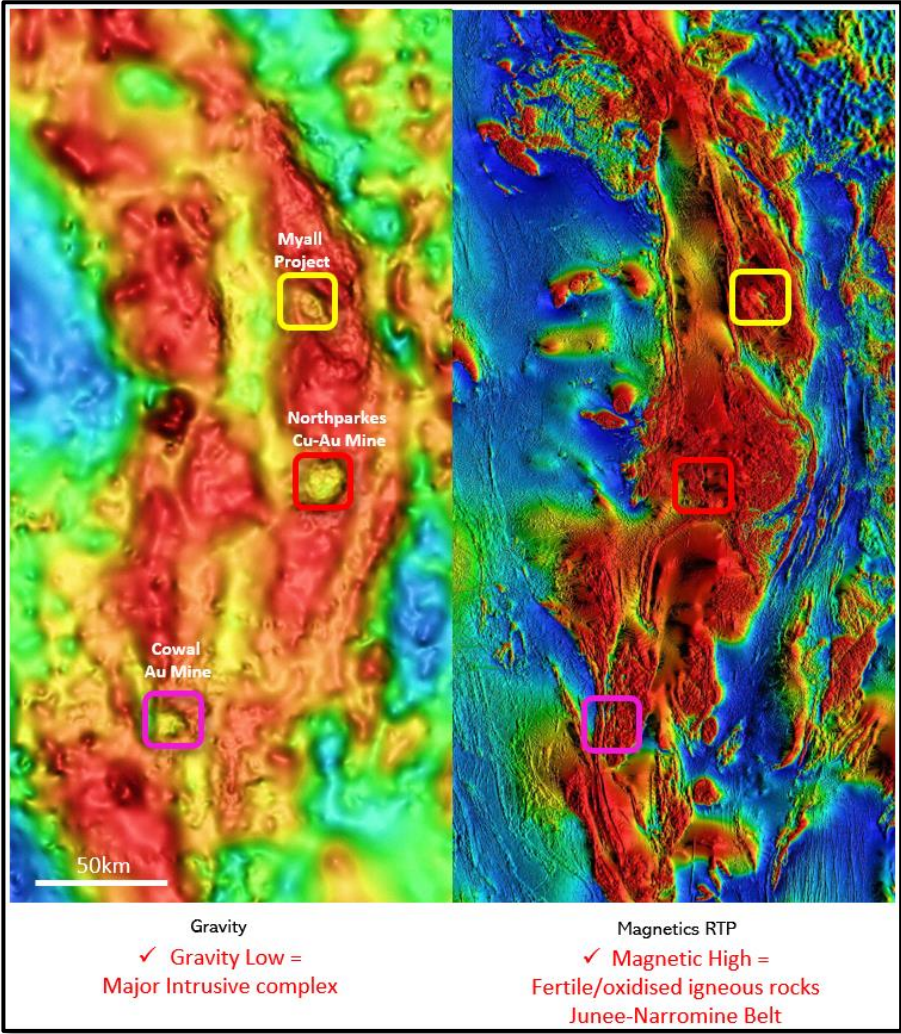 Myall
Project
Northparkes
Cu-Au Mine
Cowal
Au Mine
50km
Gravity
✓ Gravity Low =
Major Intrusive complex
Magnetics RTP
✓ Magnetic High =
Fertile/oxidised igneous rocks
Junee-Narromine Belt